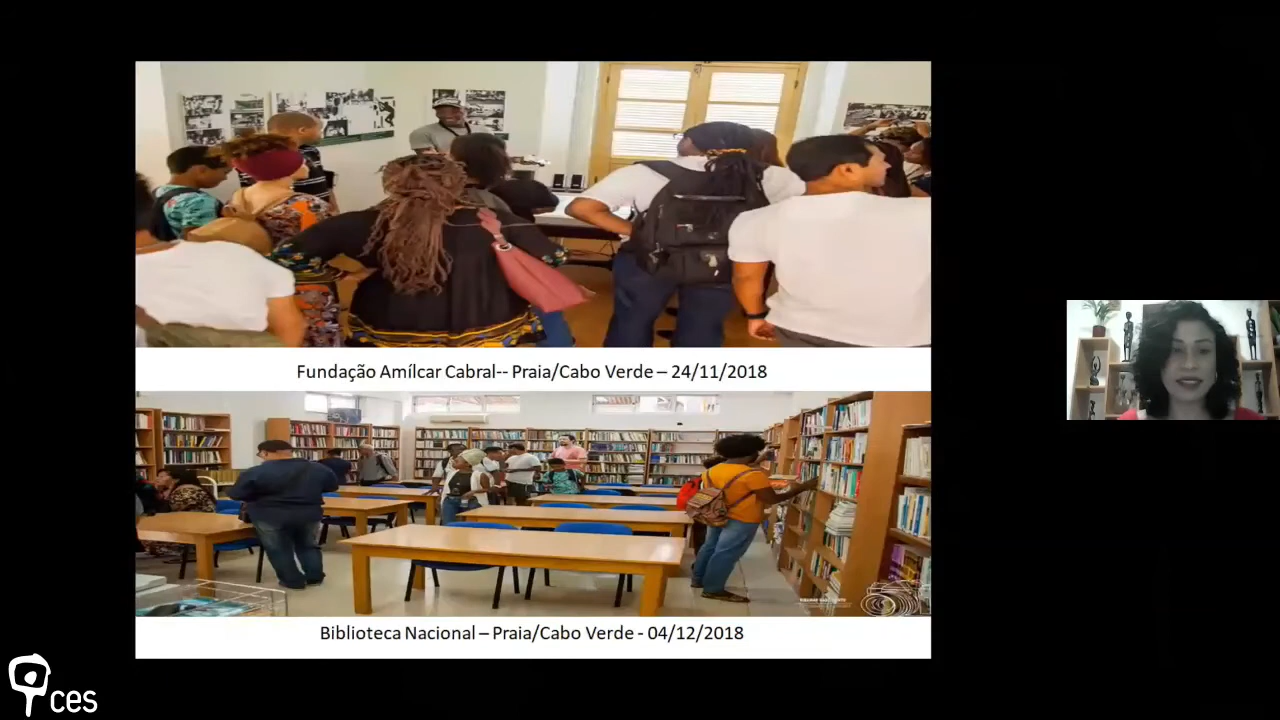 Fundação Amílcar Cabral-- Praia/Cabo Verde – 24/11/2018
Biblioteca Nacional – Praia/Cabo Verde - 04/12/2018
ces